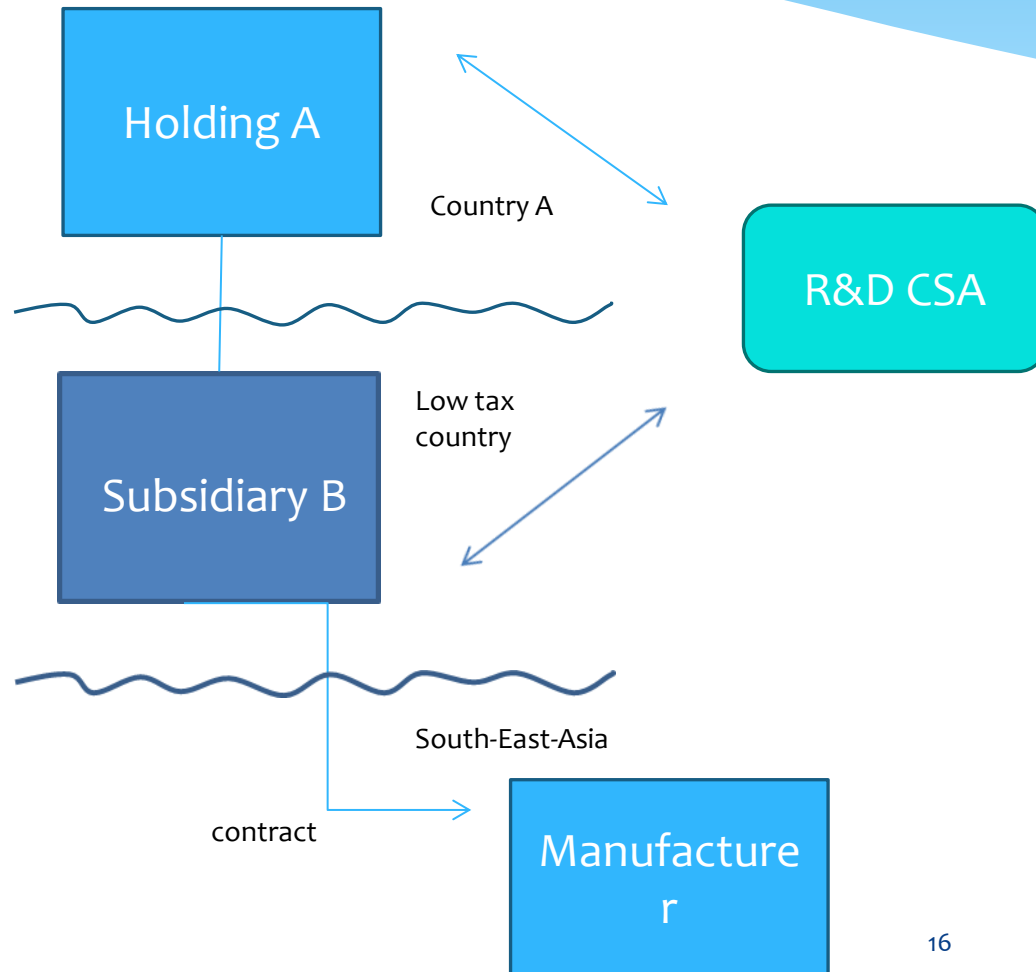 Holding A
Country A
R&D CSA
Low tax
country
Subsidiary B
South-East-Asia
contract
Manufacture
r
16